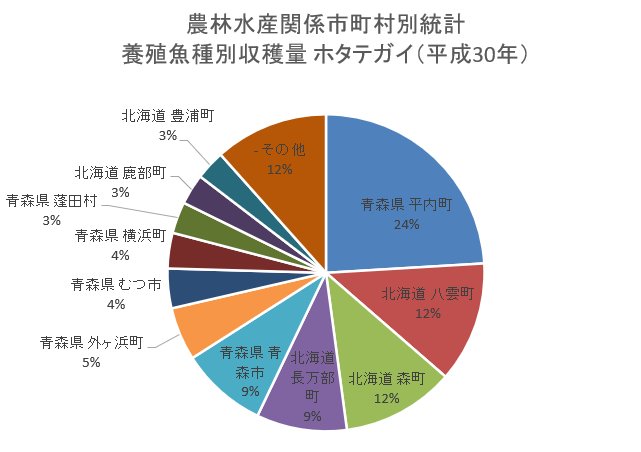 農林水産関係市町村別統計
養殖魚種別収穫量 ホタテガイ（平成30年）
青森県 平内町
24%
北海道 八雲町
12%
北海道 森町
12%
北海道
長万部
町
9%
青森県 青
森市
9%
青森県 外ヶ浜町
5%
青森県 むつ市
4%
青森県 横浜町
4%
青森県 蓬田村
3%
北海道 鹿部町
3%
北海道 豊浦町
3%
- その他
12%